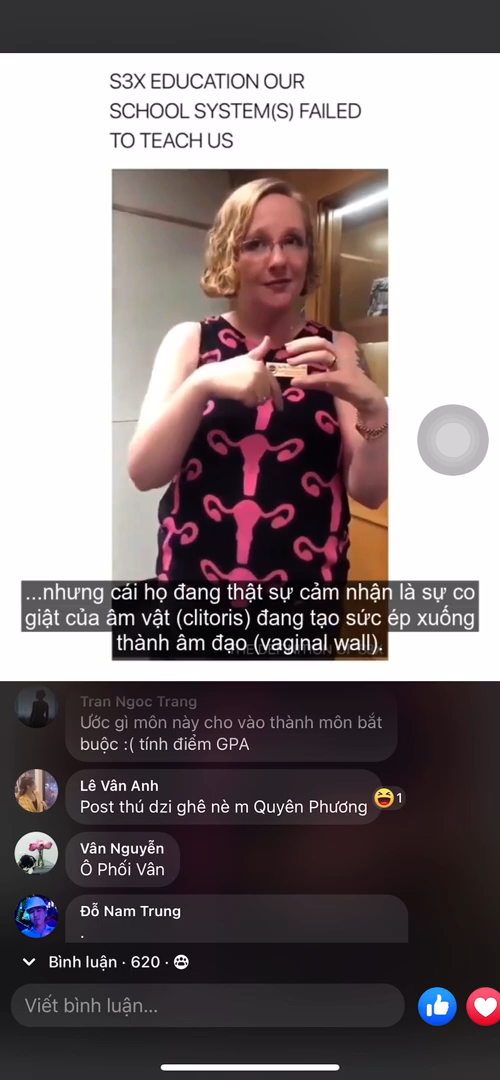 S3X EDUCATION OUR
SCHOOL SYSTEM(S) FAILED
TO TEACH US
...nhưng cái họ đang thật sự cảm nhận là sự co
giật của âm vật (clitoris) đang tạo sức ép xuống
thành âm đạo (vaginal wall).
Tran Ngoc Trang
Ước gì môn này cho vào thành môn bắt
buộc :( tính điểm GPA
Lê Vân Anh
Post thú dzi ghê nè m Quyên Phương
1
Vân Nguyễn
Ô Phối Vân
Đỗ Nam Trung
.
Bình luận · 620 ·
Viết bình luận...